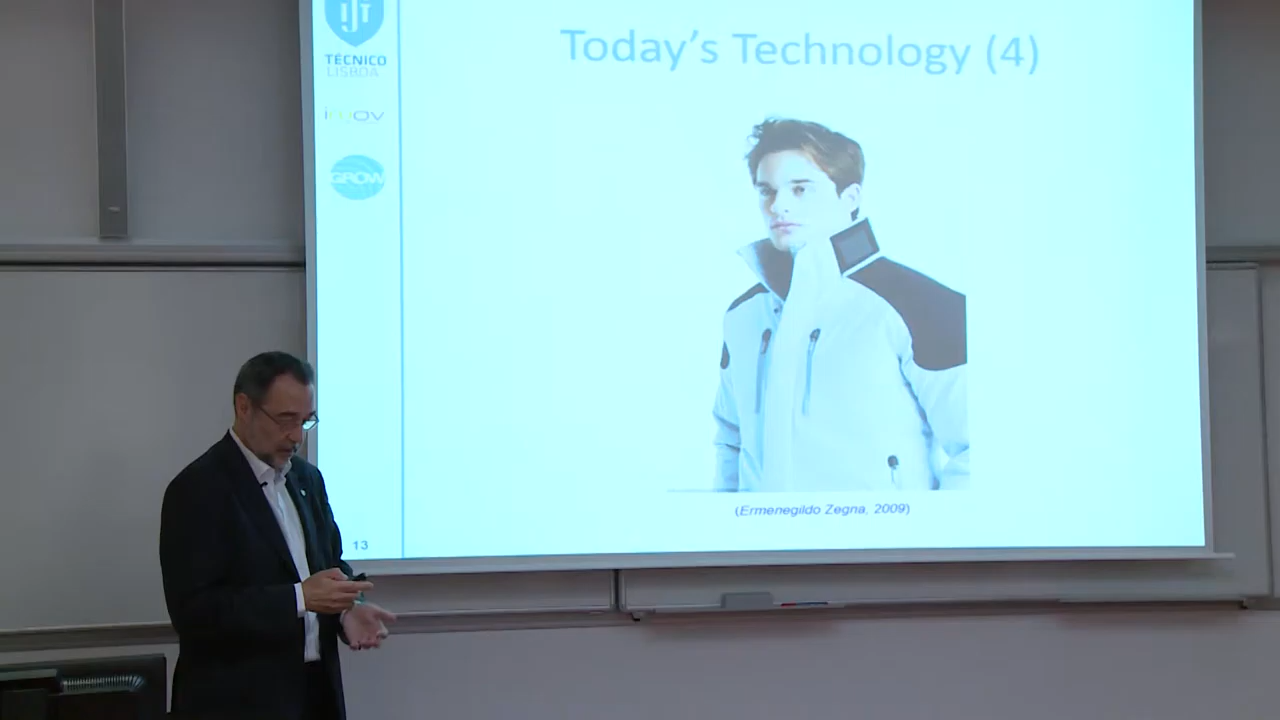 Today's Technology (4)
TÉCNICO
LISBOA
GROW
(Ermenegildo Zegna, 2009)
13